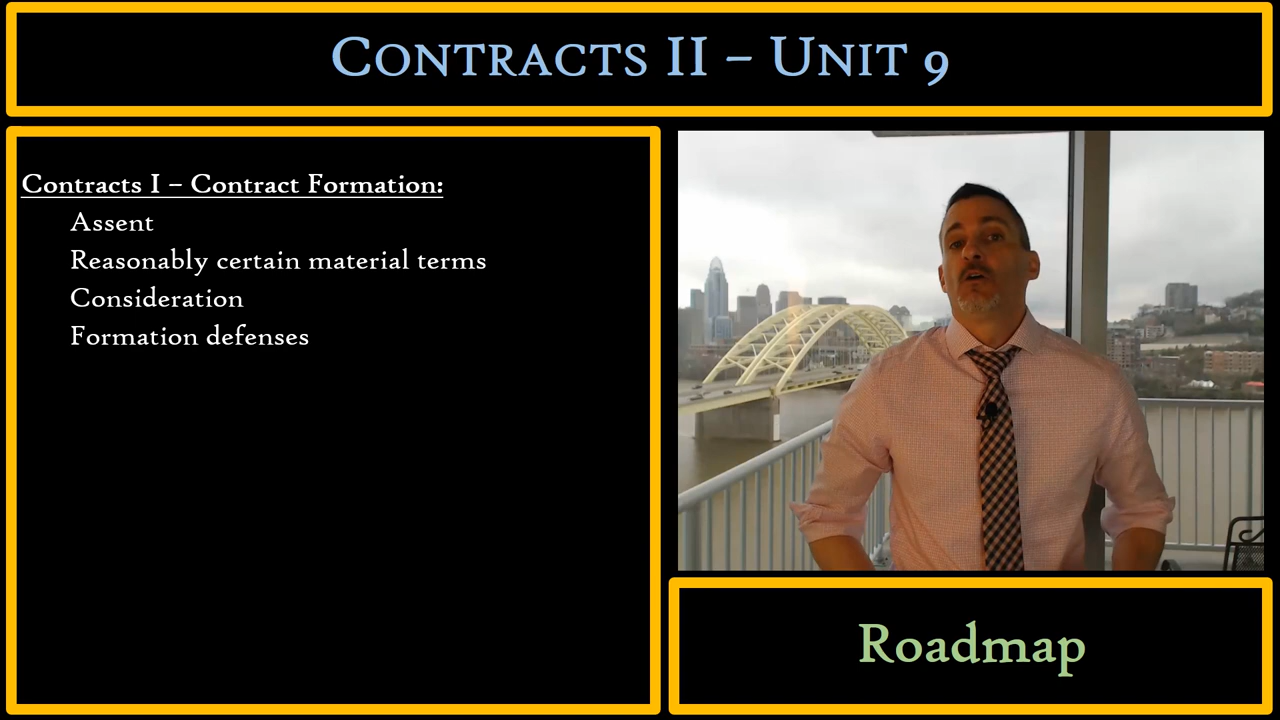 Contracts II – Unit 9
Contracts I – Contract Formation:
Assent
Reasonably certain material terms
Consideration
Formation defenses
Roadmap